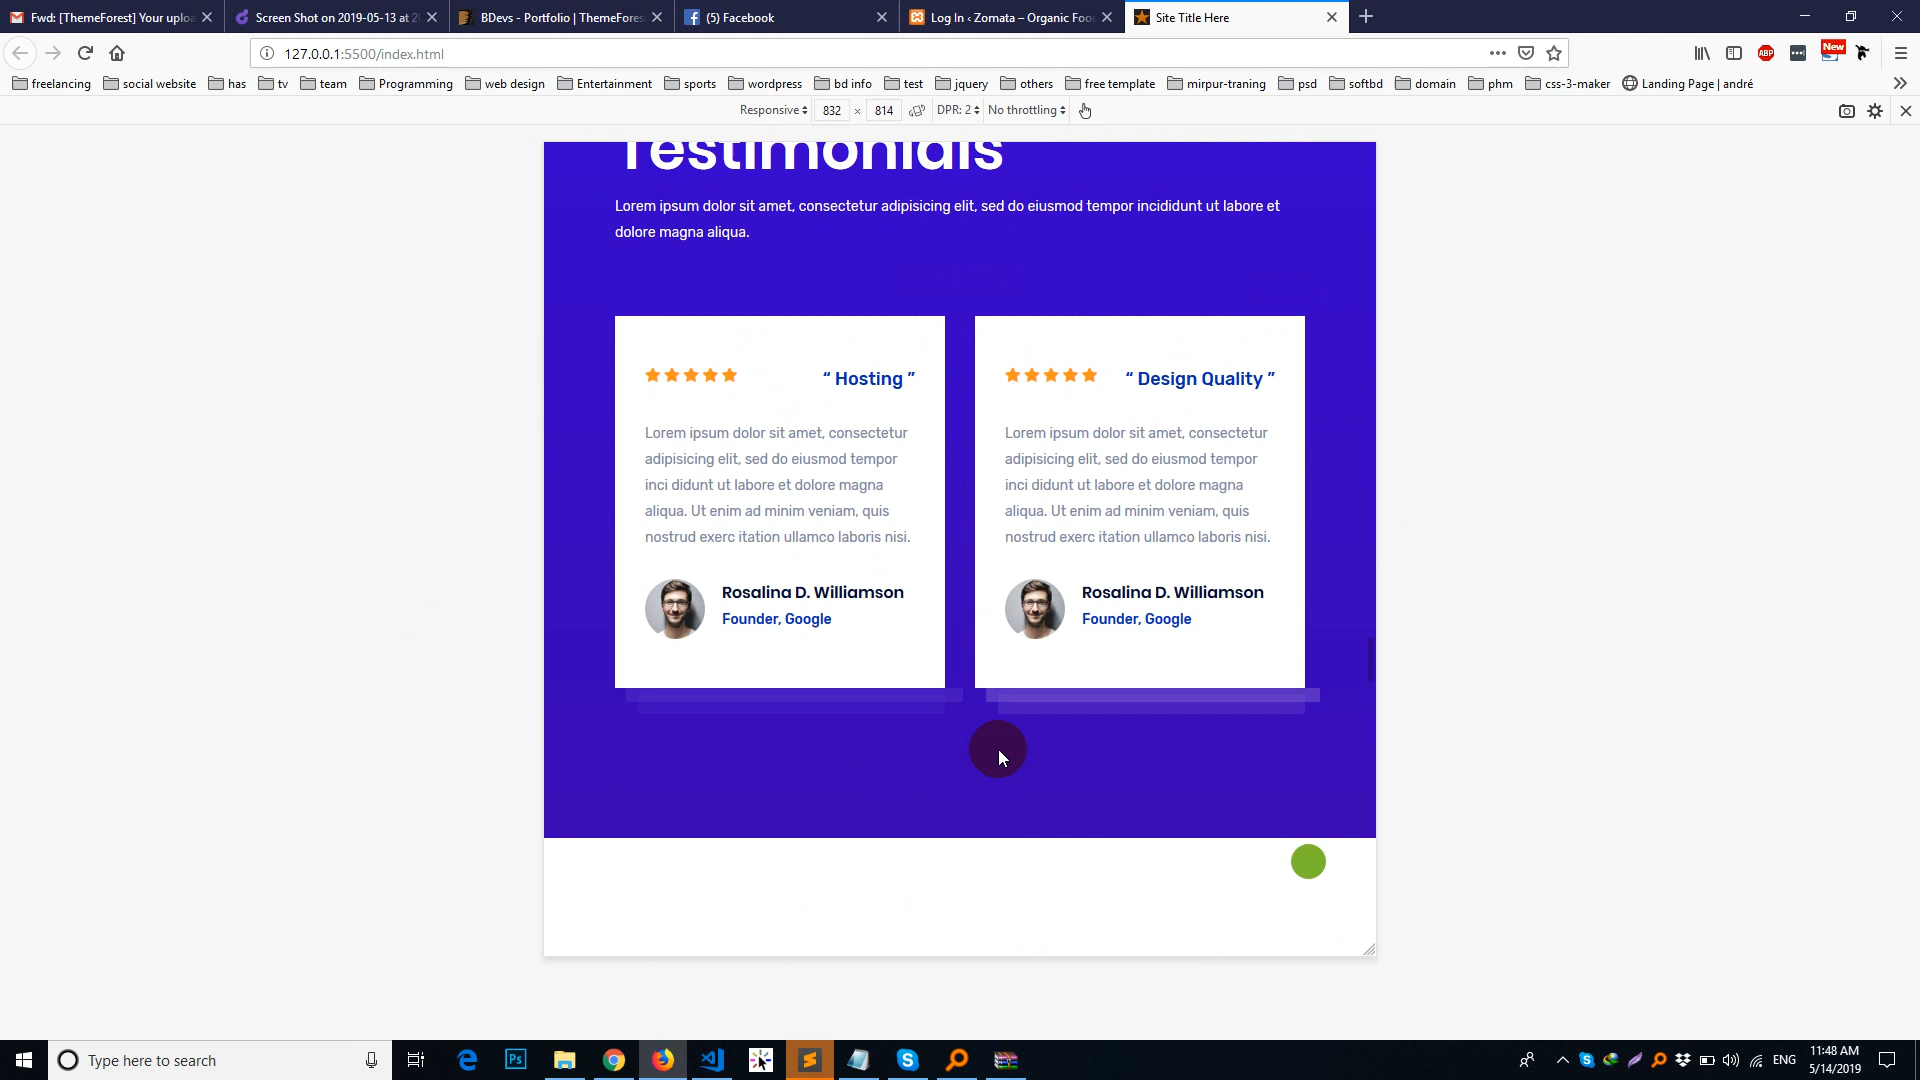 Fwd: [ThemeForest] Your uplo
Screen Shot on 2019-05-13 at 2
BDevs - Portfolio | ThemeFores
(5) Facebook
Log In ‹ Zomata – Organic Foo
Site Title Here
127.0.0.1:5500/index.html
New
ABP
freelancing
social website
has
tv
team
Programming
web design
Entertainment
sports
wordpress
bd info
test
jquery
others
free template
mirpur-traning
psd
softbd
domain
phm
css-3-maker
Landing Page | andré
Responsive 832 × 814 DPR: 2 No throttling
Testimonials
Lorem ipsum dolor sit amet, consectetur adipisicing elit, sed do eiusmod tempor incididunt ut labore et
dolore magna aliqua.
“ Hosting ”
Lorem ipsum dolor sit amet, consectetur
adipisicing elit, sed do eiusmod tempor
inci didunt ut labore et dolore magna
aliqua. Ut enim ad minim veniam, quis
nostrud exerc itation ullamco laboris nisi.
Rosalina D. Williamson
Founder, Google
“ Design Quality ”
Lorem ipsum dolor sit amet, consectetur
adipisicing elit, sed do eiusmod tempor
inci didunt ut labore et dolore magna
aliqua. Ut enim ad minim veniam, quis
nostrud exerc itation ullamco laboris nisi.
Rosalina D. Williamson
Founder, Google
Type here to search
Ps
ENG
11:48 AM
5/14/2019